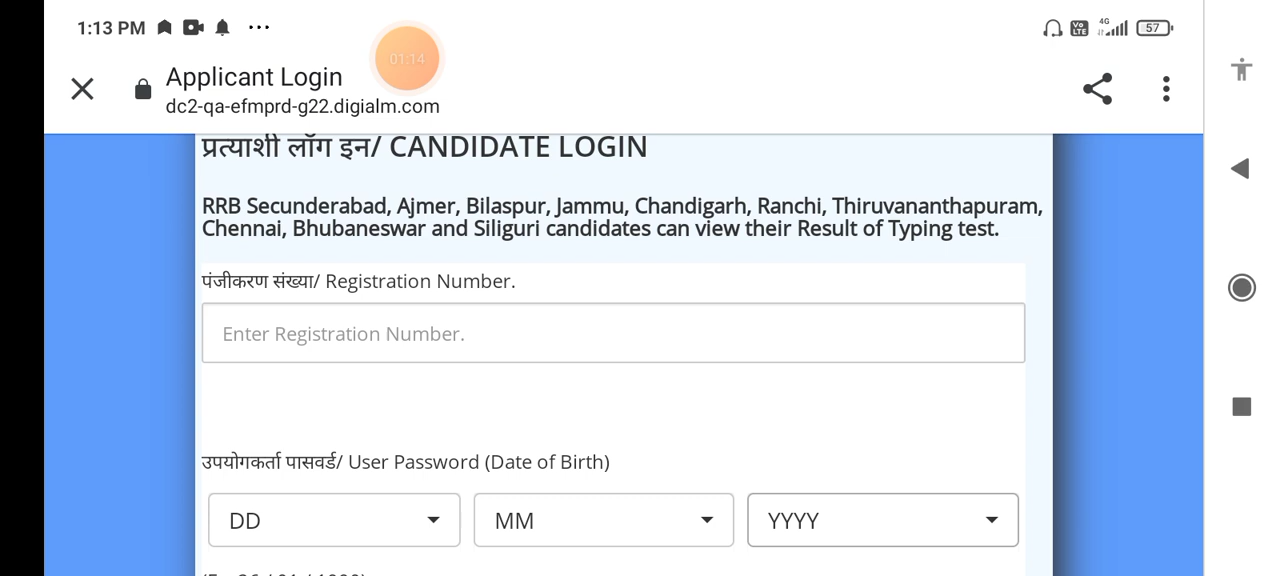 1:13 PM ... 4G Vo LTE 57
01:14
Applicant Login
dc2-qa-efmprd-g22.digialm.com
प्रत्याशी लॉग इन/ CANDIDATE LOGIN
RRB Secunderabad, Ajmer, Bilaspur, Jammu, Chandigarh, Ranchi, Thiruvananthapuram,
Chennai, Bhubaneswar and Siliguri candidates can view their Result of Typing test.
पंजीकरण संख्या/ Registration Number.
Enter Registration Number.
उपयोगकर्ता पासवर्ड/ User Password (Date of Birth)
DD MM YYYY